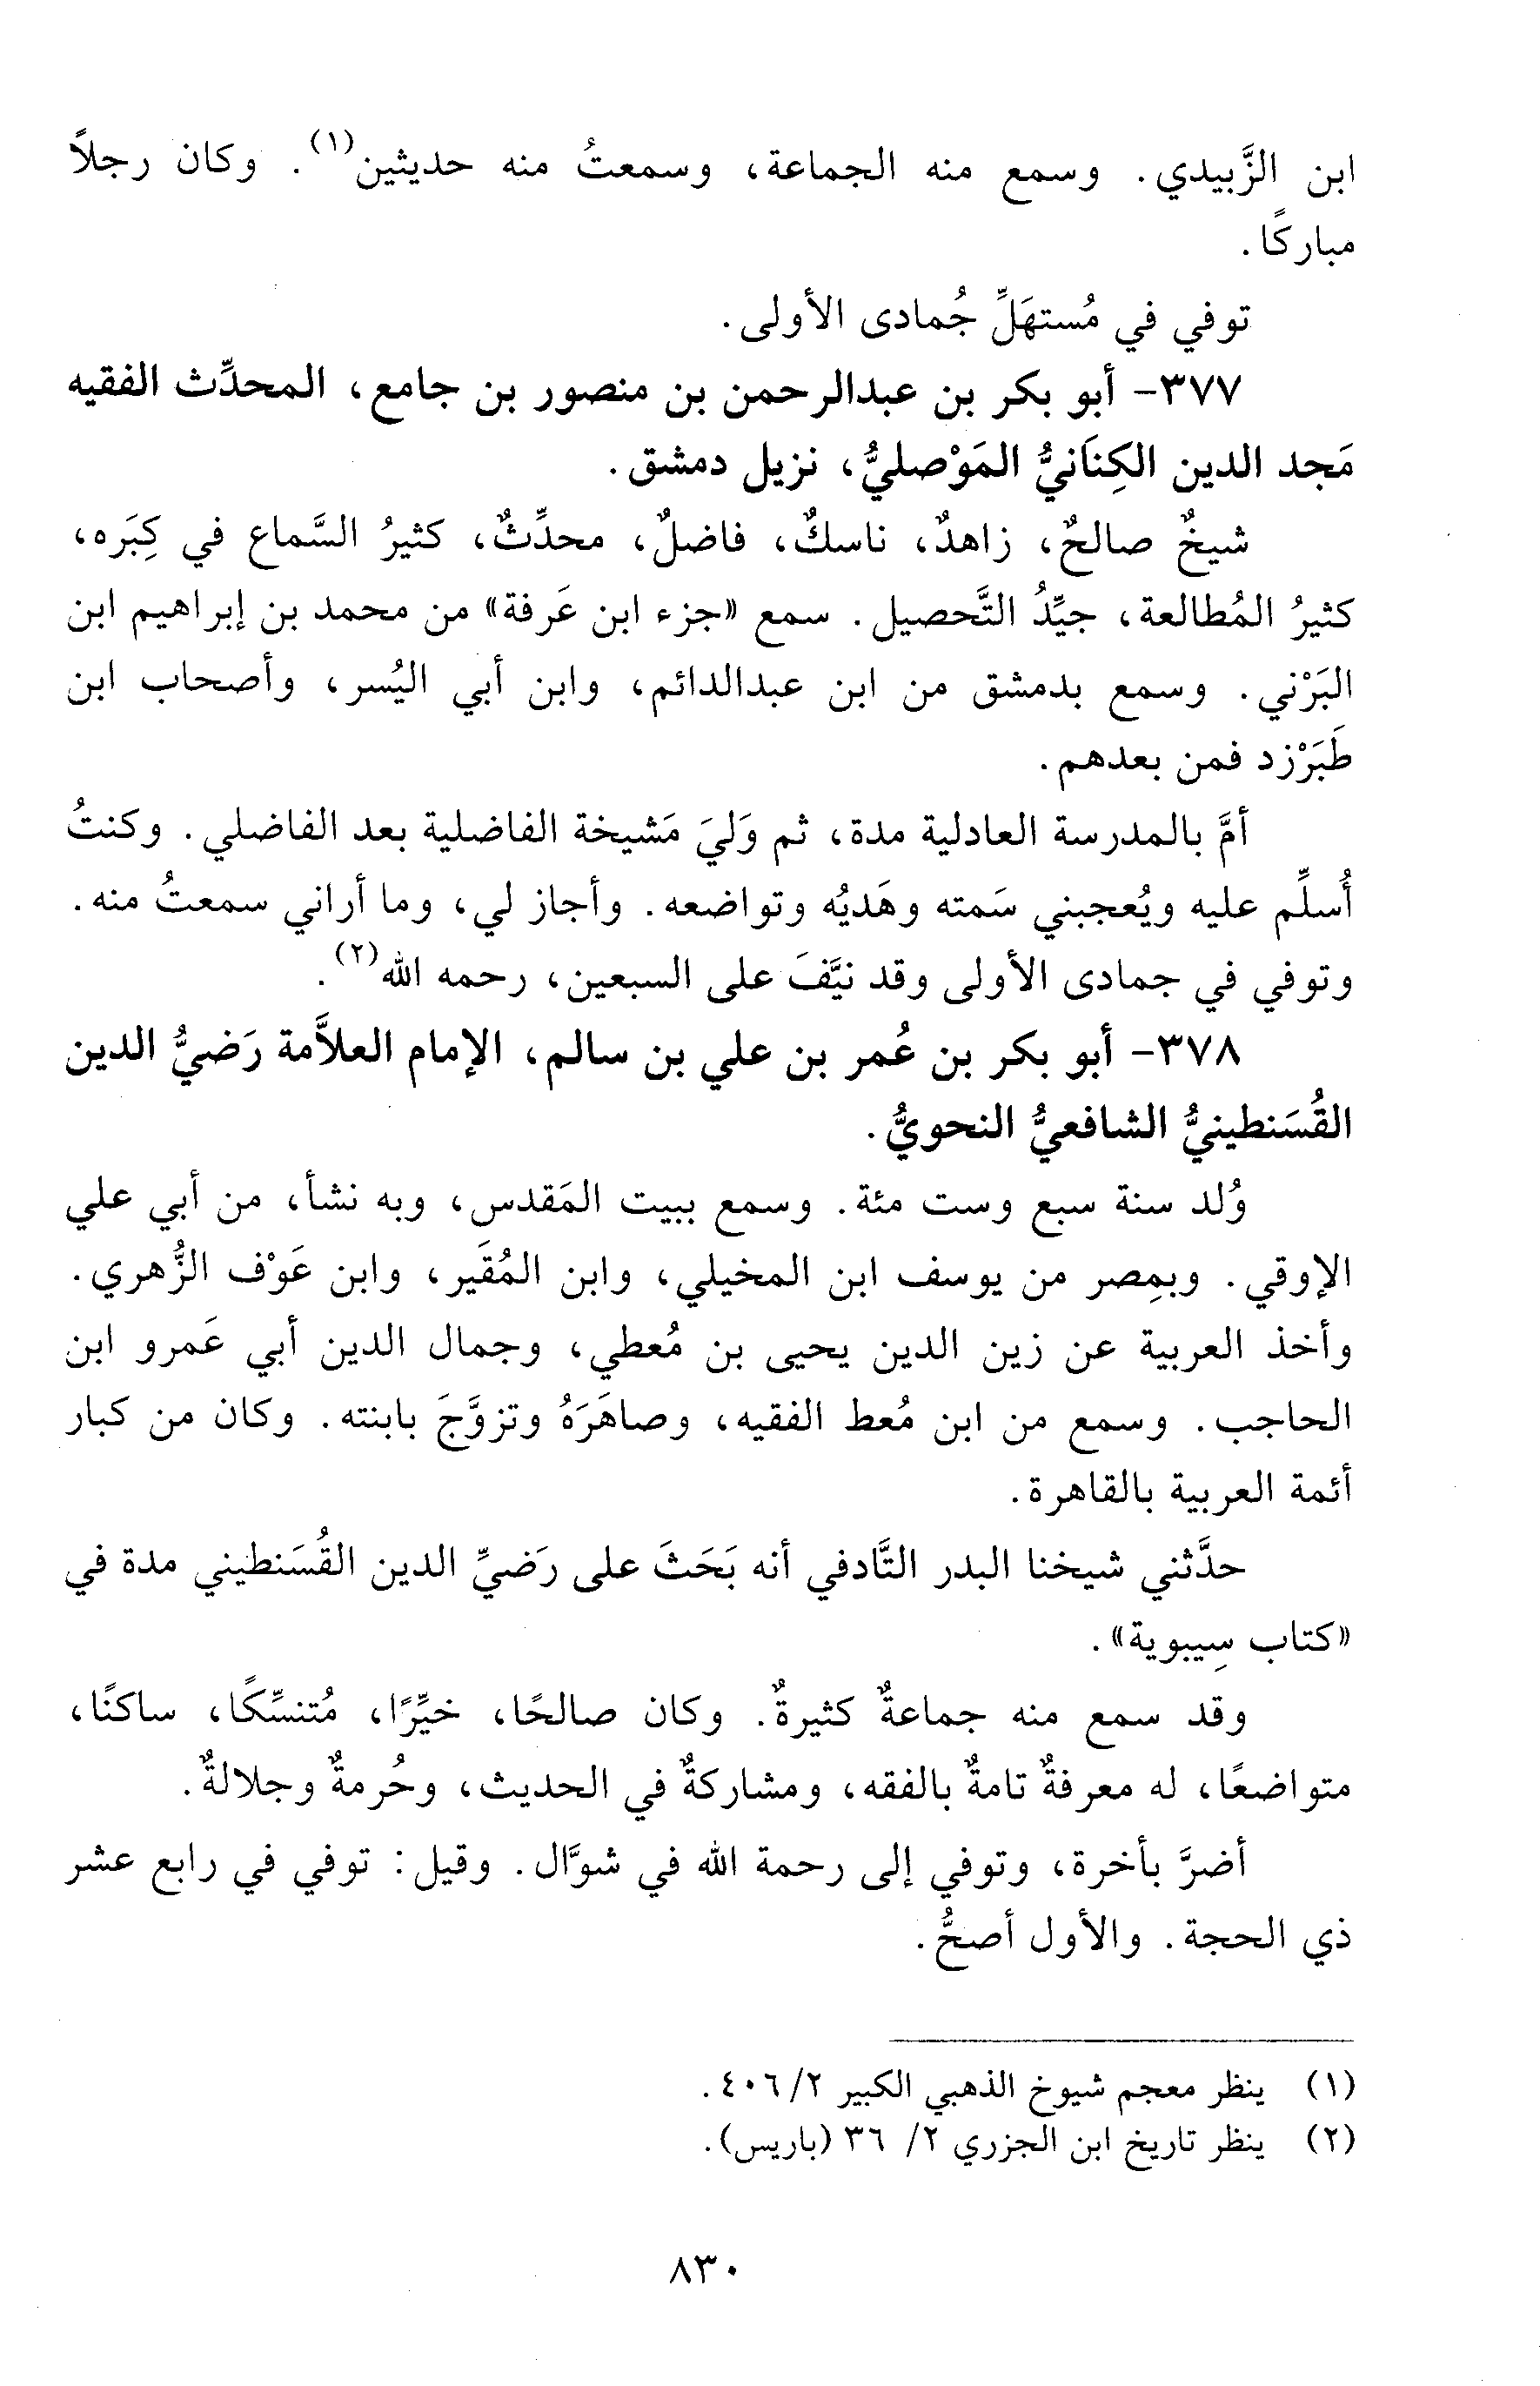 ابن الزَّبيدي. وسمع منه الجماعة، وسمعتُ منه حديثين(١). وكان رجلاً
مباركًا.
توفي في مُستهَلِّ جُمادى الأولى.
٣٧٧- أبو بكر بن عبدالرحمن بن منصور بن جامع، المحدِّث الفقيه
مَجد الدين الكِنَانيُّ المَوْصليُّ، نزيل دمشق.
شيخٌ صالحٌ، زاهدٌ، ناسكٌ، فاضلٌ، محدِّثٌ، كثيرُ السَّماع في كِبَره،
كثيرُ المُطالعة، جيِّدُ التَّحصيل. سمع «جزء ابن عَرفة» من محمد بن إبراهيم ابن
البَرْني. وسمع بدمشق من ابن عبدالدائم، وابن أبي اليُسر، وأصحاب ابن
طَبَرْزد فمن بعدهم.
أمَّ بالمدرسة العادلية مدة، ثم وَليَ مَشيخة الفاضلية بعد الفاضلي. وكنتُ
أُسلِّم عليه ويُعجبني سَمته وهَديُه وتواضعه. وأجاز لي، وما أراني سمعتُ منه.
وتوفي في جمادى الأولى وقد نيَّفَ على السبعين، رحمه الله(٢).
٣٧٨- أبو بكر بن عُمر بن علي بن سالم، الإمام العلاَّمة رَضيُّ الدين
القُسَنطينيُّ الشافعيُّ النحويُّ.
وُلد سنة سبع وست مئة. وسمع ببيت المَقدس، وبه نشأ، من أبي علي
الإوقي. وبمِصر من يوسف ابن المخيلي، وابن المُقَير، وابن عَوْف الزُّهري.
وأخذ العربية عن زين الدين يحيى بن مُعطي، وجمال الدين أبي عَمرو ابن
الحاجب. وسمع من ابن مُعط الفقيه، وصاهَرَهُ وتزوَّجَ بابنته. وكان من كبار
أئمة العربية بالقاهرة.
حدَّثني شيخنا البدر التَّادفي أنه بَحَثَ على رَضيِّ الدين القُسَنطيني مدة في
«كتاب سِيبوية».
وقد سمع منه جماعةٌ كثيرةٌ. وكان صالحًا، خيِّرًا، مُتنسِّكًا، ساكنًا،
متواضعًا، له معرفةٌ تامةٌ بالفقه، ومشاركةٌ في الحديث، وحُرمةٌ وجلالةٌ.
أضرَّ بأخرة، وتوفي إلى رحمة الله في شوَّال. وقيل: توفي في رابع عشر
ذي الحجة. والأول أصحُّ.
(١) ينظر معجم شيوخ الذهبي الكبير ٢/ ٤٠٦.
(٢) ينظر تاريخ ابن الجزري ٢/ ٣٦ (باريس).
٨٣٠